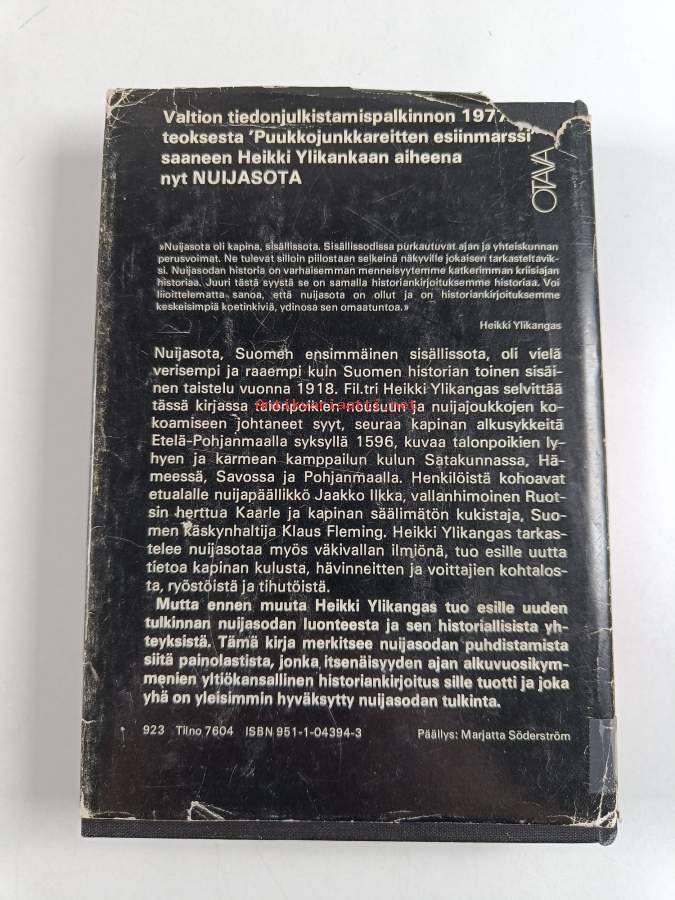 Valtion tiedonjulkistamispalkinnon 1977
teoksesta 'Puukkojunkkareitten esiinmarssi'
saaneen Heikki Ylikankaan aiheena
nyt NUIJASOTA
OTAVA
»Nuijasota oli kapina, sisällissota. Sisällissodissa purkautuvat ajan ja yhteiskunnan
perusvoimat. Ne tulevat silloin piilostaan selkeinä näkyville jokaisen tarkasteltavik-
si. Nuijasodan historia on varhaisemman menneisyytemme katkerimman kriisiajan
historiaa. Juuri tästä syystä se on samalla historiankirjoituksemme historiaa. Voi
liioittelematta sanoa, että nuijasota on ollut ja on historiankirjoituksemme
keskeisimpiä koetinkiviä, ydinosa sen omaatuntoa.»
Heikki Ylikangas
Nuijasota, Suomen ensimmäinen sisällissota, oli vielä
verisempi ja raaempi kuin Suomen historian toinen sisäi-
nen taistelu vuonna 1918. Fil.tri Heikki Ylikangas selvittää
tässä kirjassa talonpoikien nousuun ja nuijajoukkojen ko-
koamiseen johtaneet syyt, seuraa kapinan alkusykkeitä
Etelä-Pohjanmaalla syksyllä 1596, kuvaa talonpoikien ly-
hyen ja karmean kamppailun kulun Satakunnassa, Hä-
meessä, Savossa ja Pohjanmaalla. Henkilöistä kohoavat
etualalle nuijapäällikkö Jaakko Ilkka, vallanhimoinen Ruot-
sin herttua Kaarle ja kapinan säälimätön kukistaja, Suo-
men käskynhaltija Klaus Fleming. Heikki Ylikangas tarkas-
telee nuijasotaa myös väkivallan ilmiönä, tuo esille uutta
tietoa kapinan kulusta, hävinneitten ja voittajien kohtalos-
ta, ryöstöistä ja tihutöistä.
Mutta ennen muuta Heikki Ylikangas tuo esille uuden
tulkinnan nuijasodan luonteesta ja sen historiallisista yh-
teyksistä. Tämä kirja merkitsee nuijasodan puhdistamista
siitä painolastista, jonka itsenäisyyden ajan alkuvuosikym-
menien yltiökansallinen historiankirjoitus sille tuotti ja joka
yhä on yleisimmin hyväksytty nuijasodan tulkinta.
923 Tilno 7604 ISBN 951-1-04394-3
Päällys: Marjatta Söderström
Antikvariaatti.net